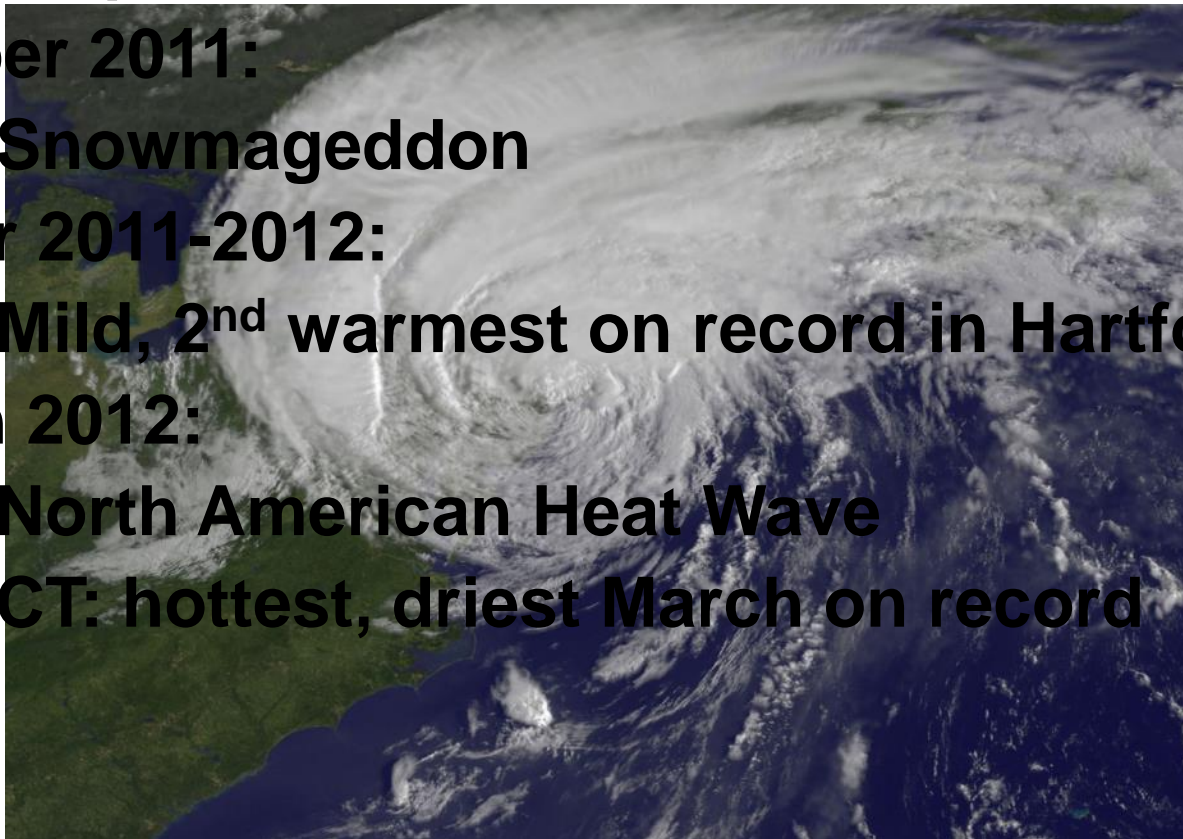 er 2011:
Snowmageddon
r 2011-2012:
Mild, 2nd warmest on record in Hartfo
2012:
North American Heat Wave
CT: hottest, driest March on record